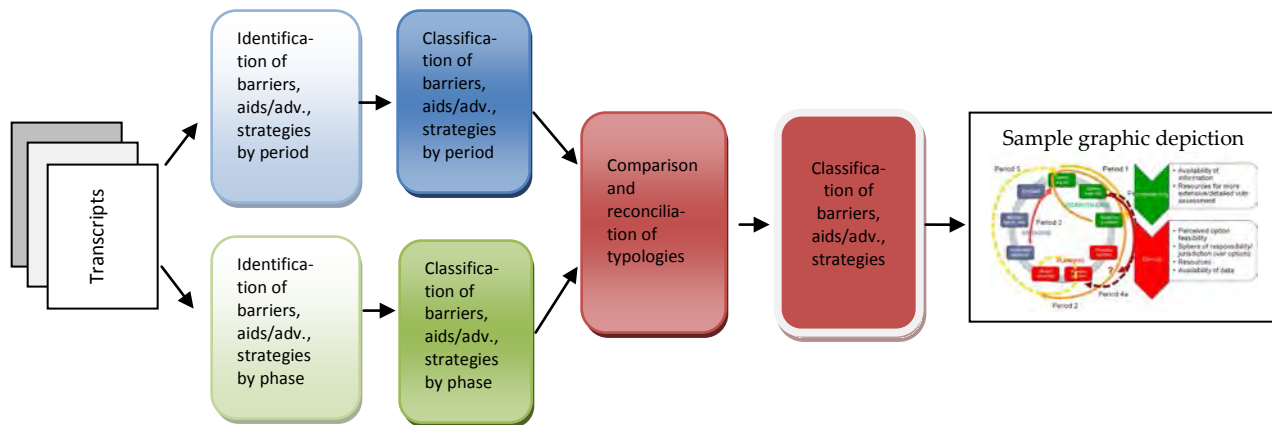 Transcripts
Identifica-
tion of
barriers,
aids/adv.,
strategies
by period
Classifica-
tion of
barriers,
aids/adv.,
strategies
by period
Identifica-
tion of
barriers,
aids/adv.,
strategies
by phase
Classifica-
tion of
barriers,
aids/adv.,
strategies
by phase
Comparison
and
reconcilia-
tion of
typologies
Classifica-
tion of
barriers,
aids/adv.,
strategies
Sample graphic depiction
Period 5
Period 1
Period 3
Period 4a
Period 2
?
• Availability of
information
• Resources for more
extensive/detailed vuln
assessment
• Perceived option
feasibility
• Sphere of responsibility/
jurisdiction over options
• Resources
• Availability of data